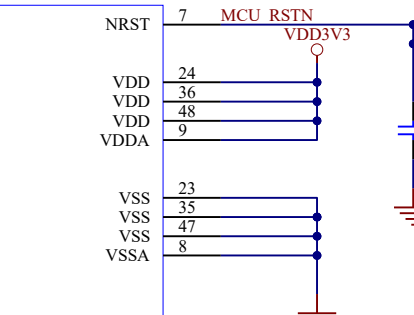 NRST 7 MCU_RSTN
VDD3V3
VDD 24
VDD 36
VDD 48
VDDA 9
VSS 23
VSS 35
VSS 47
VSSA 8